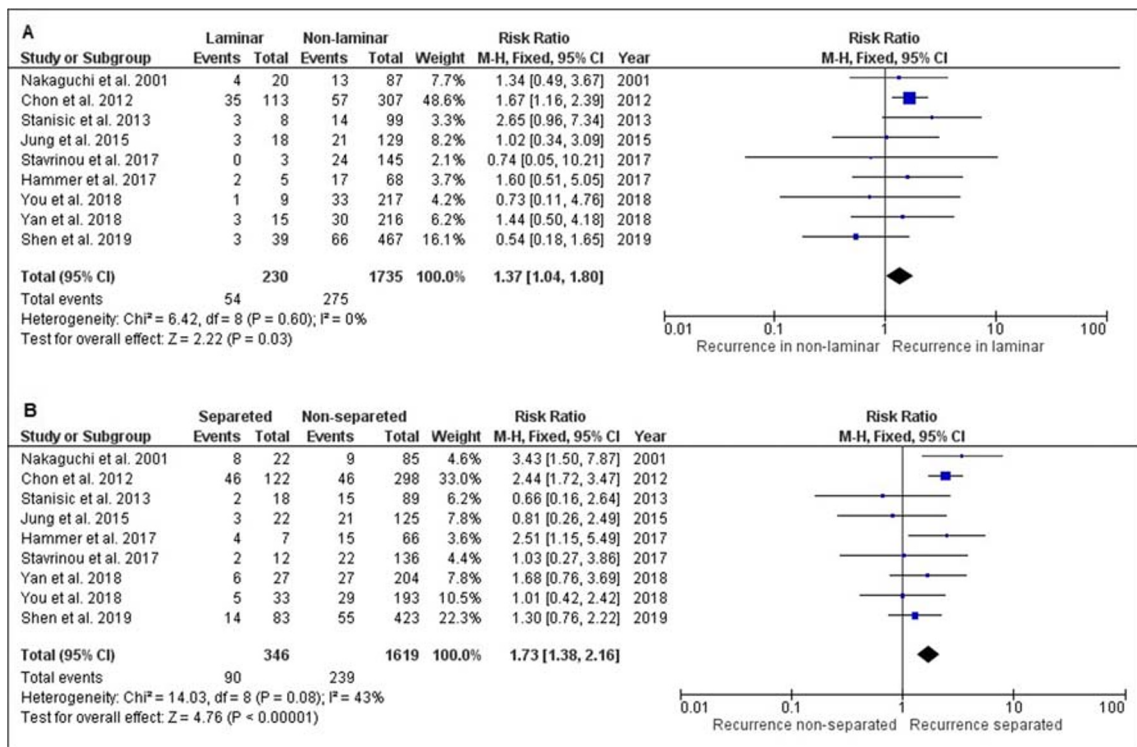 A
Laminar Non-laminar Risk Ratio Risk Ratio
Study or Subgroup Events Total Events Total Weight M-H, Fixed, 95% CI Year M-H, Fixed, 95% CI
Nakaguchi et al. 2001 4 20 13 87 7.7% 1.34 [0.49, 3.67] 2001
Chon et al. 2012 35 113 57 307 48.6% 1.67 [1.16, 2.39] 2012
Stanisic et al. 2013 3 8 14 99 3.3% 2.65 [0.96, 7.34] 2013
Jung et al. 2015 3 18 21 129 8.2% 1.02 [0.34, 3.09] 2015
Stavrinou et al. 2017 0 3 24 145 2.1% 0.74 [0.05, 10.21] 2017
Hammer et al. 2017 2 5 17 68 3.7% 1.60 [0.51, 5.05] 2017
You et al. 2018 1 9 33 217 4.2% 0.73 [0.11, 4.76] 2018
Yan et al. 2018 3 15 30 216 6.2% 1.44 [0.50, 4.18] 2018
Shen et al. 2019 3 39 66 467 16.1% 0.54 [0.18, 1.65] 2019
Total (95% CI) 230 1735 100.0% 1.37 [1.04, 1.80]
Total events 54 275
Heterogeneity: Chi² = 6.42, df = 8 (P = 0.60); I² = 0%
Test for overall effect: Z = 2.22 (P = 0.03)
0.01 0.1 1 10 100
Recurrence in non-laminar Recurrence in laminar
B
Separeted Non-separeted Risk Ratio Risk Ratio
Study or Subgroup Events Total Events Total Weight M-H, Fixed, 95% CI Year M-H, Fixed, 95% CI
Nakaguchi et al. 2001 8 22 9 85 4.6% 3.43 [1.50, 7.87] 2001
Chon et al. 2012 46 122 46 298 33.0% 2.44 [1.72, 3.47] 2012
Stanisic et al. 2013 2 18 15 89 6.2% 0.66 [0.16, 2.64] 2013
Jung et al. 2015 3 22 21 125 7.8% 0.81 [0.26, 2.49] 2015
Hammer et al. 2017 4 7 15 66 3.6% 2.51 [1.15, 5.49] 2017
Stavrinou et al. 2017 2 12 22 136 4.4% 1.03 [0.27, 3.86] 2017
Yan et al. 2018 6 27 27 204 7.8% 1.68 [0.76, 3.69] 2018
You et al. 2018 5 33 29 193 10.5% 1.01 [0.42, 2.42] 2018
Shen et al. 2019 14 83 55 423 22.3% 1.30 [0.76, 2.22] 2019
Total (95% CI) 346 1619 100.0% 1.73 [1.38, 2.16]
Total events 90 239
Heterogeneity: Chi² = 14.03, df = 8 (P = 0.08); I² = 43%
Test for overall effect: Z = 4.76 (P < 0.00001)
0.01 0.1 1 10 100
Recurrence non-separated Recurrence separated